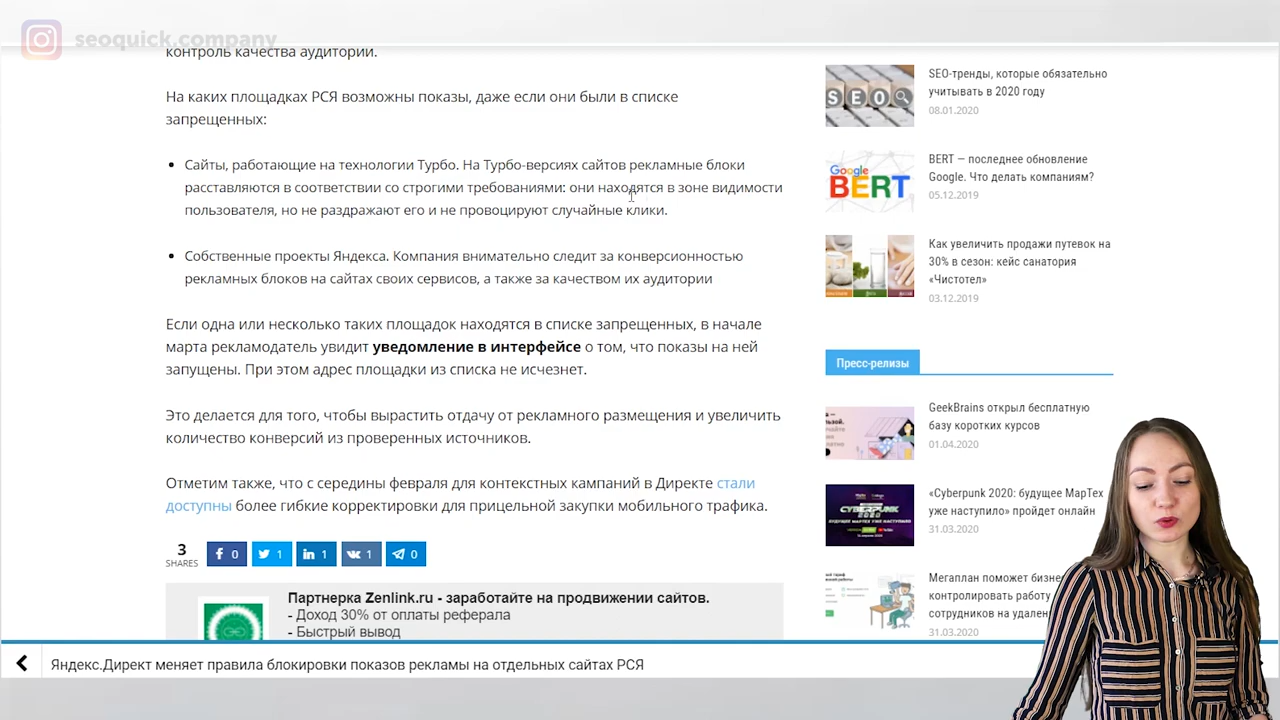 seoquick.company
контроль качества аудитории.
На каких площадках РСЯ возможны показы, даже если они были в списке
запрещенных:
• Сайты, работающие на технологии Турбо. На Турбо-версиях сайтов рекламные блоки
расставляются в соответствии со строгими требованиями: они находятся в зоне видимости
пользователя, но не раздражают его и не провоцируют случайные клики.
• Собственные проекты Яндекса. Компания внимательно следит за конверсионностью
рекламных блоков на сайтах своих сервисов, а также за качеством их аудитории
Если одна или несколько таких площадок находятся в списке запрещенных, в начале
марта рекламодатель увидит уведомление в интерфейсе о том, что показы на ней
запущены. При этом адрес площадки из списка не исчезнет.
Это делается для того, чтобы вырастить отдачу от рекламного размещения и увеличить
количество конверсий из проверенных источников.
Отметим также, что с середины февраля для контекстных кампаний в Директе стали
доступны более гибкие корректировки для прицельной закупки мобильного трафика.
3
SHARES
0
1
1
1
0
Партнерка Zenlink.ru - заработайте на продвижении сайтов.
- Доход 30% от оплаты реферала
- Быстрый вывод
SEO
SEO-тренды, которые обязательно
учитывать в 2020 году
08.01.2020
Google
BERT
BERT — последнее обновление
Google. Что делать компаниям?
05.12.2019
Как увеличить продажи путевок на
30% в сезон: кейс санатория
«Чистотел»
03.12.2019
Пресс-релизы
GeekBrains открыл бесплатную
базу коротких курсов
01.04.2020
CYBERPUNK
«Cyberpunk 2020: будущее МарТех
уже наступило» пройдет онлайн
31.03.2020
Мегаплан поможет
контролировать работу
сотрудников на
31.03.2020
Яндекс.Директ меняет правила блокировки показов рекламы на отдельных сайтах РСЯ